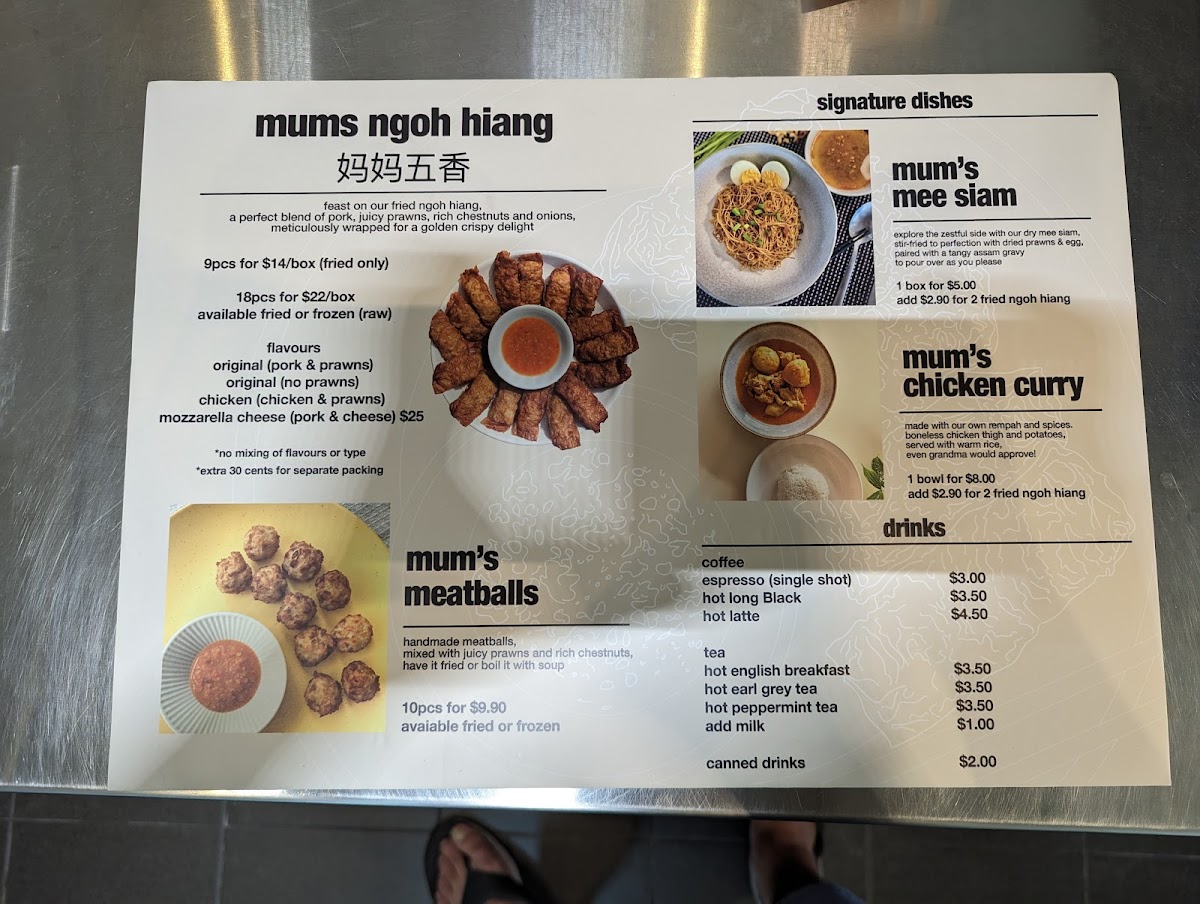 mums ngoh hiang
妈妈五香
feast on our fried ngoh hiang,
a perfect blend of pork, juicy prawns, rich chestnuts and onions,
meticulously wrapped for a golden crispy delight
9pcs for $14/box (fried only)
18pcs for $22/box
available fried or frozen (raw)
flavours
original (pork & prawns)
original (no prawns)
chicken (chicken & prawns)
mozzarella cheese (pork & cheese) $25
*no mixing of flavours or type
*extra 30 cents for separate packing
mum's
meatballs
handmade meatballs,
mixed with juicy prawns and rich chestnuts,
have it fried or boil it with soup
10pcs for $9.90
avaiable fried or frozen
signature dishes
mum's
mee siam
explore the zestful side with our dry mee siam,
stir-fried to perfection with dried prawns & egg,
paired with a tangy assam gravy
to pour over as you please
1 box for $5.00
add $2.90 for 2 fried ngoh hiang
mum's
chicken curry
made with our own rempah and spices.
boneless chicken thigh and potatoes,
served with warm rice,
even grandma would approve!
1 bowl for $8.00
add $2.90 for 2 fried ngoh hiang
drinks
coffee
espresso (single shot) $3.00
hot long Black $3.50
hot latte $4.50
tea
hot english breakfast $3.50
hot earl grey tea $3.50
hot peppermint tea $3.50
add milk $1.00
canned drinks $2.00